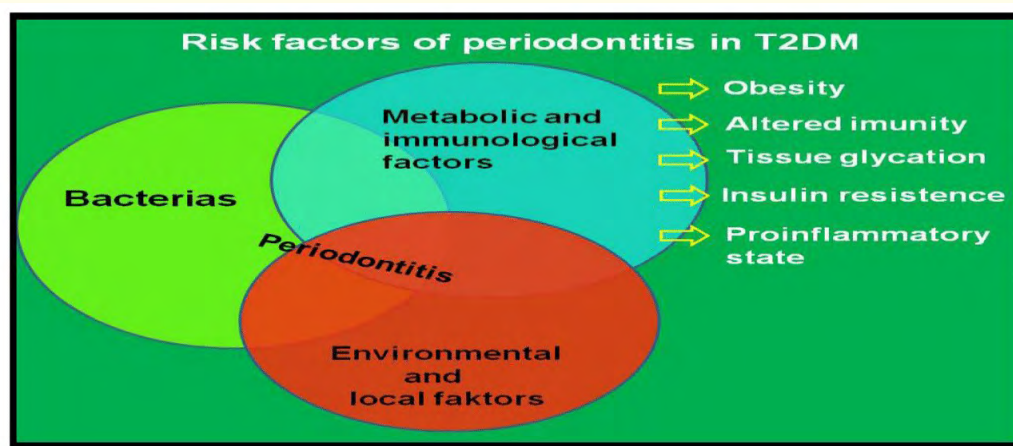 Risk factors of periodontitis in T2DM
Metabolic and
immunological
factors
Obesity
Altered imunity
Tissue glycation
Insulin resistence
Proinflammatory
state
Bacterias
Periodontitis
Environmental
and
local faktors